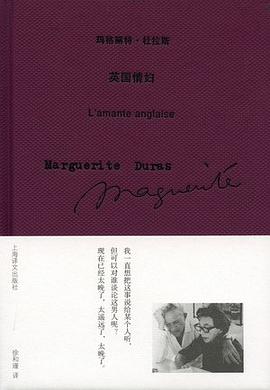 玛格丽特·杜拉斯
英国情妇
L'amante anglaise
Marguerite Duras
Marguerite
我一直想把这事说给某个人听，
但可以对谁谈论这男人呢？
现在已经太晚了，太遥远了，太晚了。
上海译文出版社
徐和瑾 译